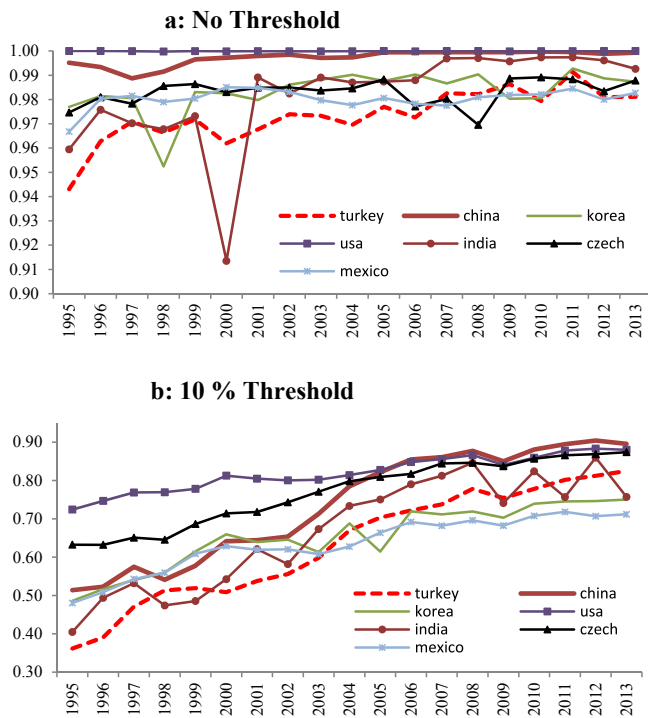 a: No Threshold
1.00
0.99
0.98
0.97
0.96
0.95
0.94
0.93
0.92
0.91
0.90
turkey china korea
usa india czech
mexico
1995 1996 1997 1998 1999 2000 2001 2002 2003 2004 2005 2006 2007 2008 2009 2010 2011 2012 2013
b: 10 % Threshold
0.90
0.80
0.70
0.60
0.50
0.40
0.30
turkey china
korea usa
india czech
mexico
1995 1996 1997 1998 1999 2000 2001 2002 2003 2004 2005 2006 2007 2008 2009 2010 2011 2012 2013